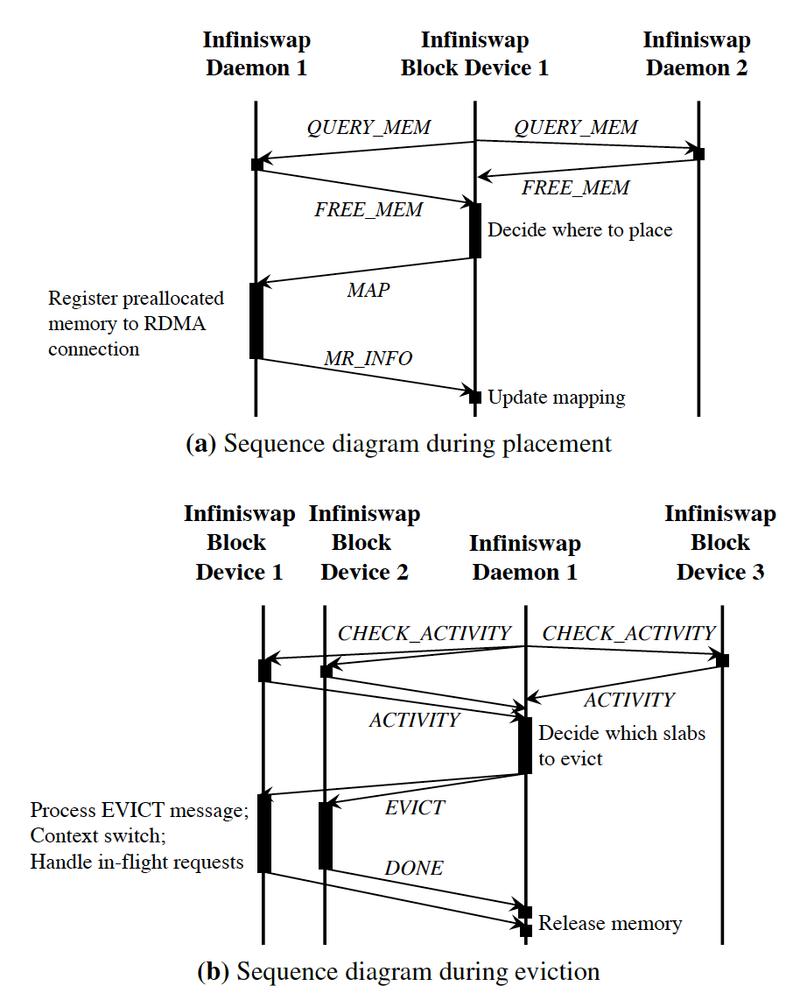 Infiniswap
Daemon 1
Infiniswap
Block Device 1
Infiniswap
Daemon 2
QUERY_MEM
QUERY_MEM
FREE_MEM
FREE_MEM
Decide where to place
MAP
Register preallocated
memory to RDMA
connection
MR_INFO
Update mapping
(a) Sequence diagram during placement
Infiniswap
Block
Device 1
Infiniswap
Block
Device 2
Infiniswap
Daemon 1
Infiniswap
Block
Device 3
CHECK_ACTIVITY
CHECK_ACTIVITY
ACTIVITY
ACTIVITY
Decide which slabs
to evict
EVICT
Process EVICT message;
Context switch;
Handle in-flight requests
DONE
Release memory
(b) Sequence diagram during eviction